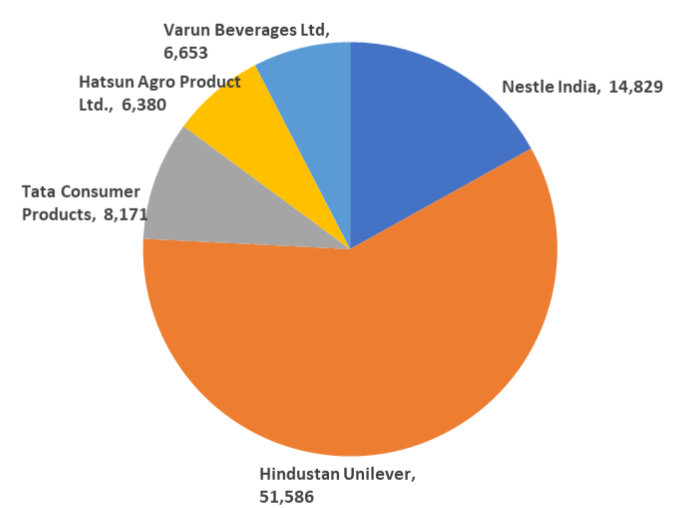 Varun Beverages Ltd,
6,653
Hatsun Agro Product
Ltd., 6,380
Nestle India, 14,829
Tata Consumer
Products, 8,171
Hindustan Unilever,
51,586